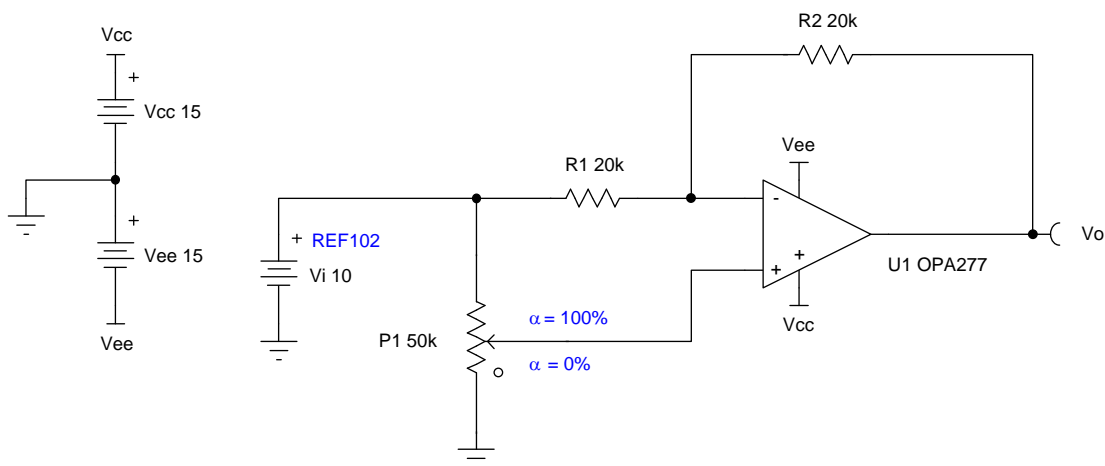 Vcc
+
Vcc 15
+
Vee 15
Vee
R2 20k
R1 20k
Vee
-
+
+
U1 OPA277
Vcc
Vo
+ REF102
Vi 10
P1 50k
α = 100%
α = 0%